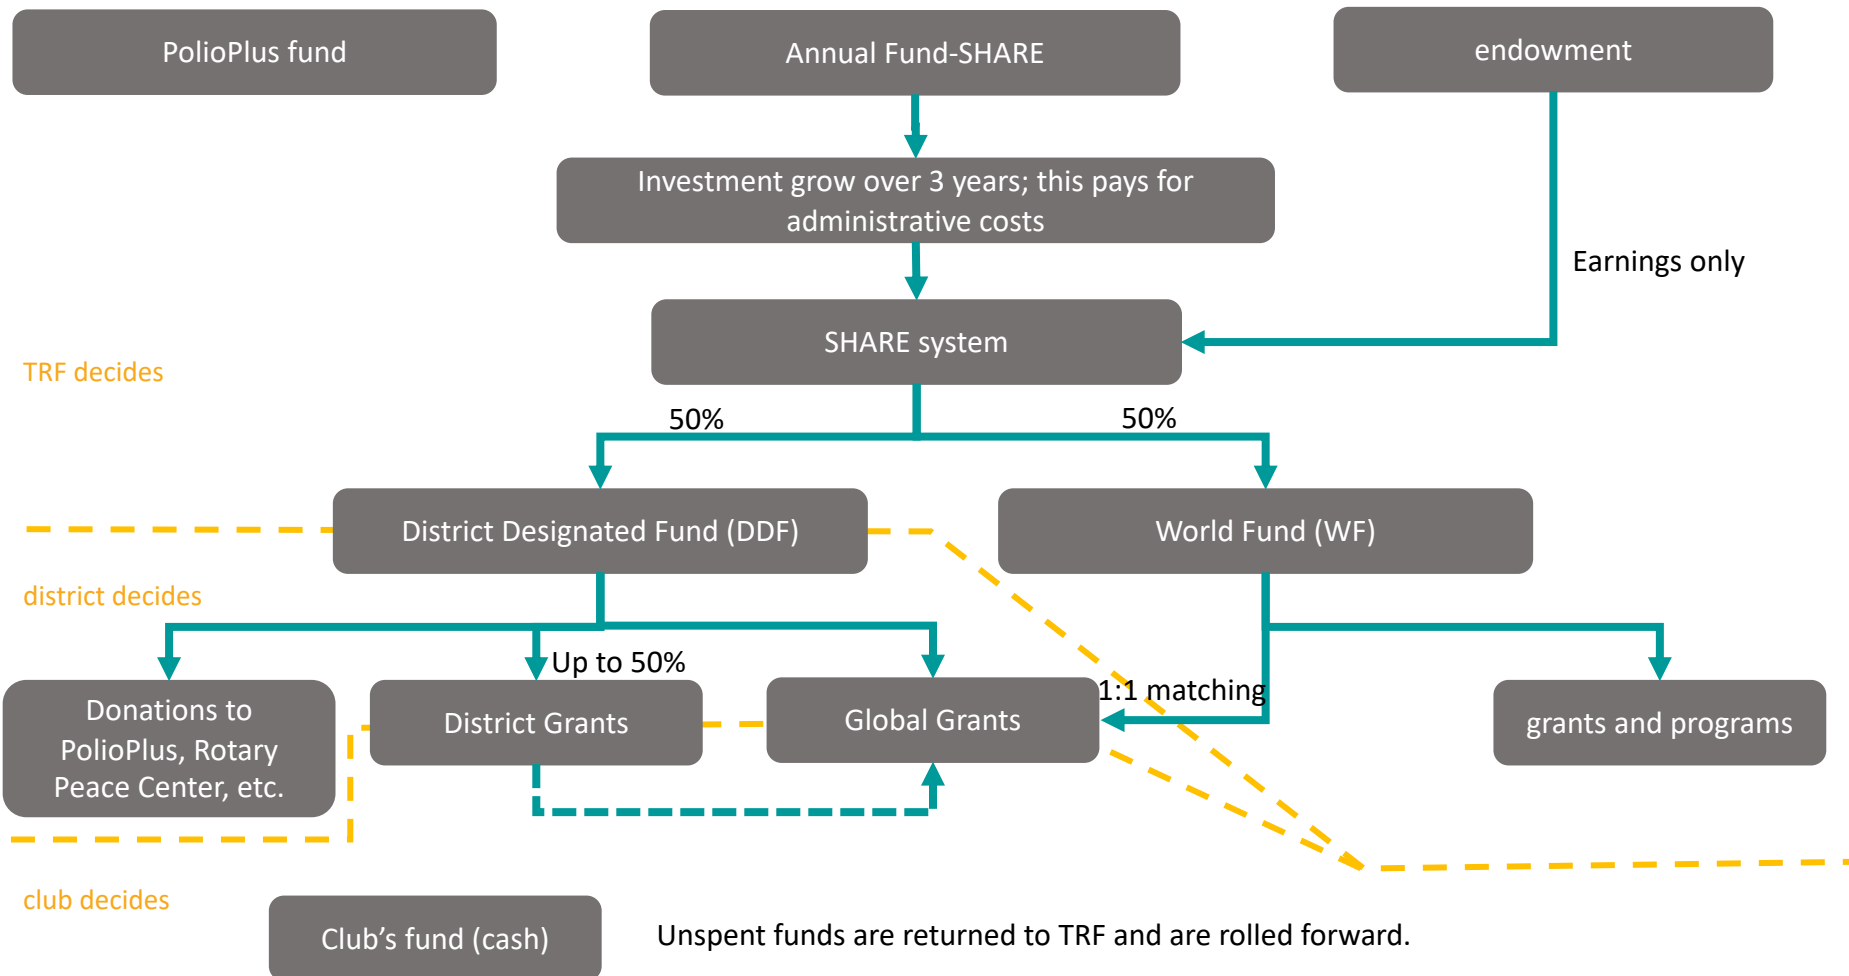 PolioPlus fund
Annual Fund-SHARE
endowment
Investment grow over 3 years; this pays for
administrative costs
Earnings only
SHARE system
TRF decides
50%
50%
District Designated Fund (DDF)
World Fund (WF)
district decides
Up to 50%
1:1 matching
Donations to
PolioPlus, Rotary
Peace Center, etc.
District Grants
Global Grants
grants and programs
club decides
Club’s fund (cash)
Unspent funds are returned to TRF and are rolled forward.